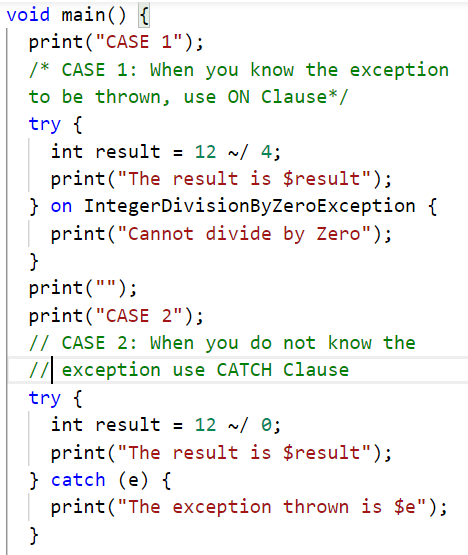 void main() {
print("CASE 1");
/* CASE 1: When you know the exception
to be thrown, use ON Clause*/
try {
int result = 12 ~/ 4;
print("The result is $result");
} on IntegerDivisionByZeroException {
print("Cannot divide by Zero");
}
print("");
print("CASE 2");
// CASE 2: When you do not know the
// exception use CATCH Clause
try {
int result = 12 ~/ 0;
print("The result is $result");
} catch (e) {
print("The exception thrown is $e");
}